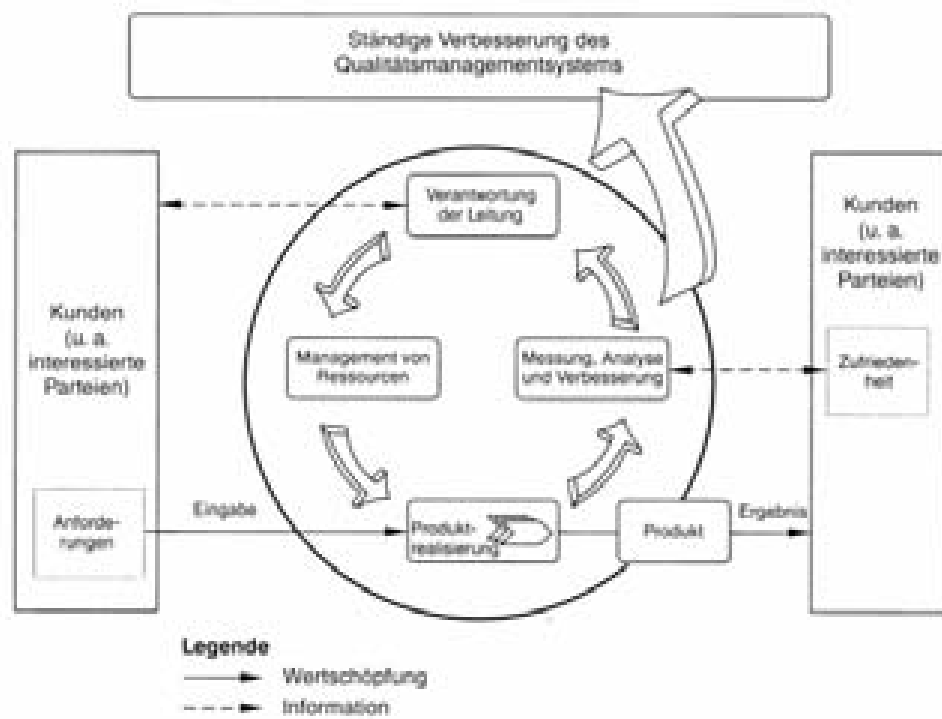 Ständige Verbesserung des
Qualitätsmanagementsystems
Kunden
(u. a.
interessierte
Parteien)
Anforde-
rungen
Eingabe
Verantwortung
der Leitung
Management von
Ressourcen
Messung, Analyse
und Verbesserung
Produkt-
realisierung
Produkt
Ergebnis
Kunden
(u. a.
interessierte
Parteien)
Zufrieden-
heit
Legende
Wertschöpfung
Information